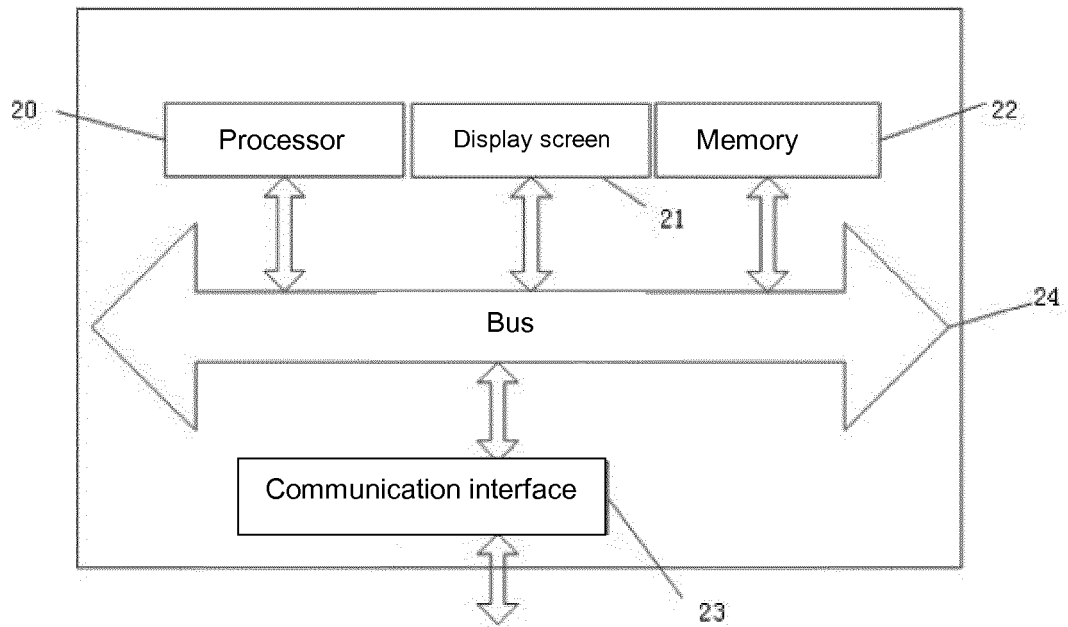 20
Processor
Display screen
Memory
22
21
Bus
24
Communication interface
23